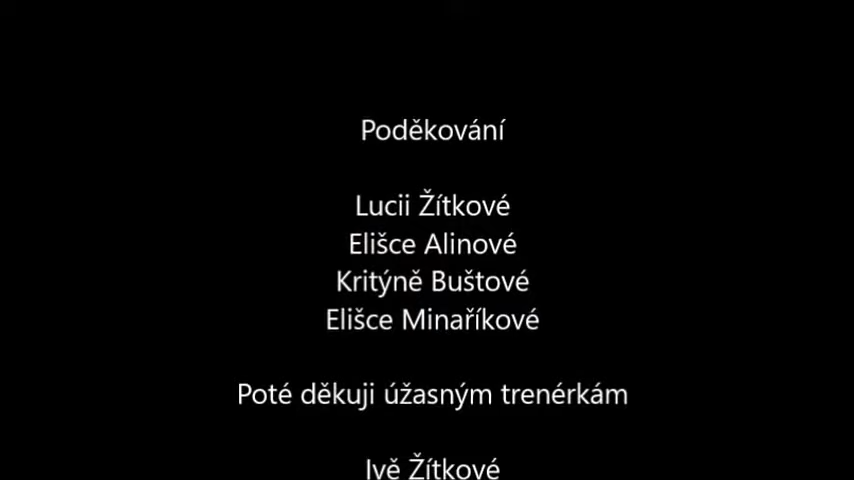 Poděkování
Lucii Žítkové
Elišce Alinové
Kritýně Buštové
Elišce Minaříkové
Poté děkuji úžasným trenérkám
Ivě Žítkové